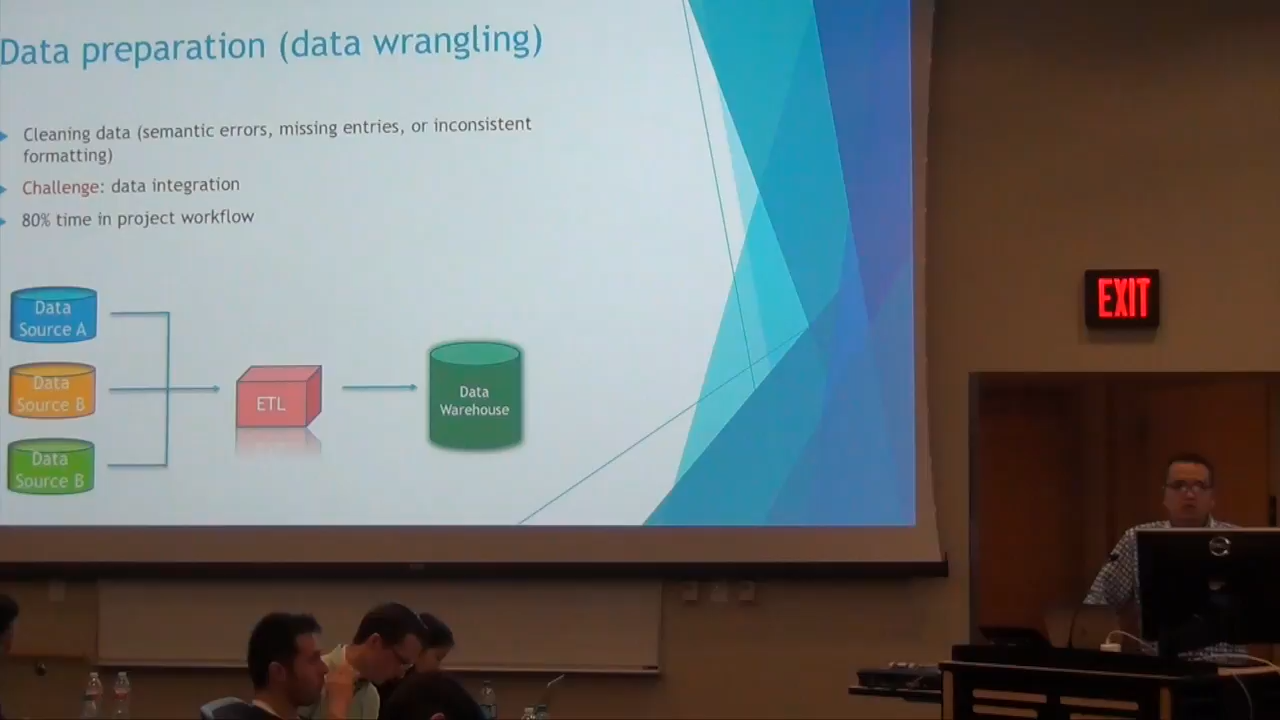 Data preparation (data wrangling)
Cleaning data (semantic errors, missing entries, or inconsistent
formatting)
Challenge: data integration
80% time in project workflow
Data
Source A
Data
Source B
Data
Source B
ETL
Data
Warehouse
EXIT